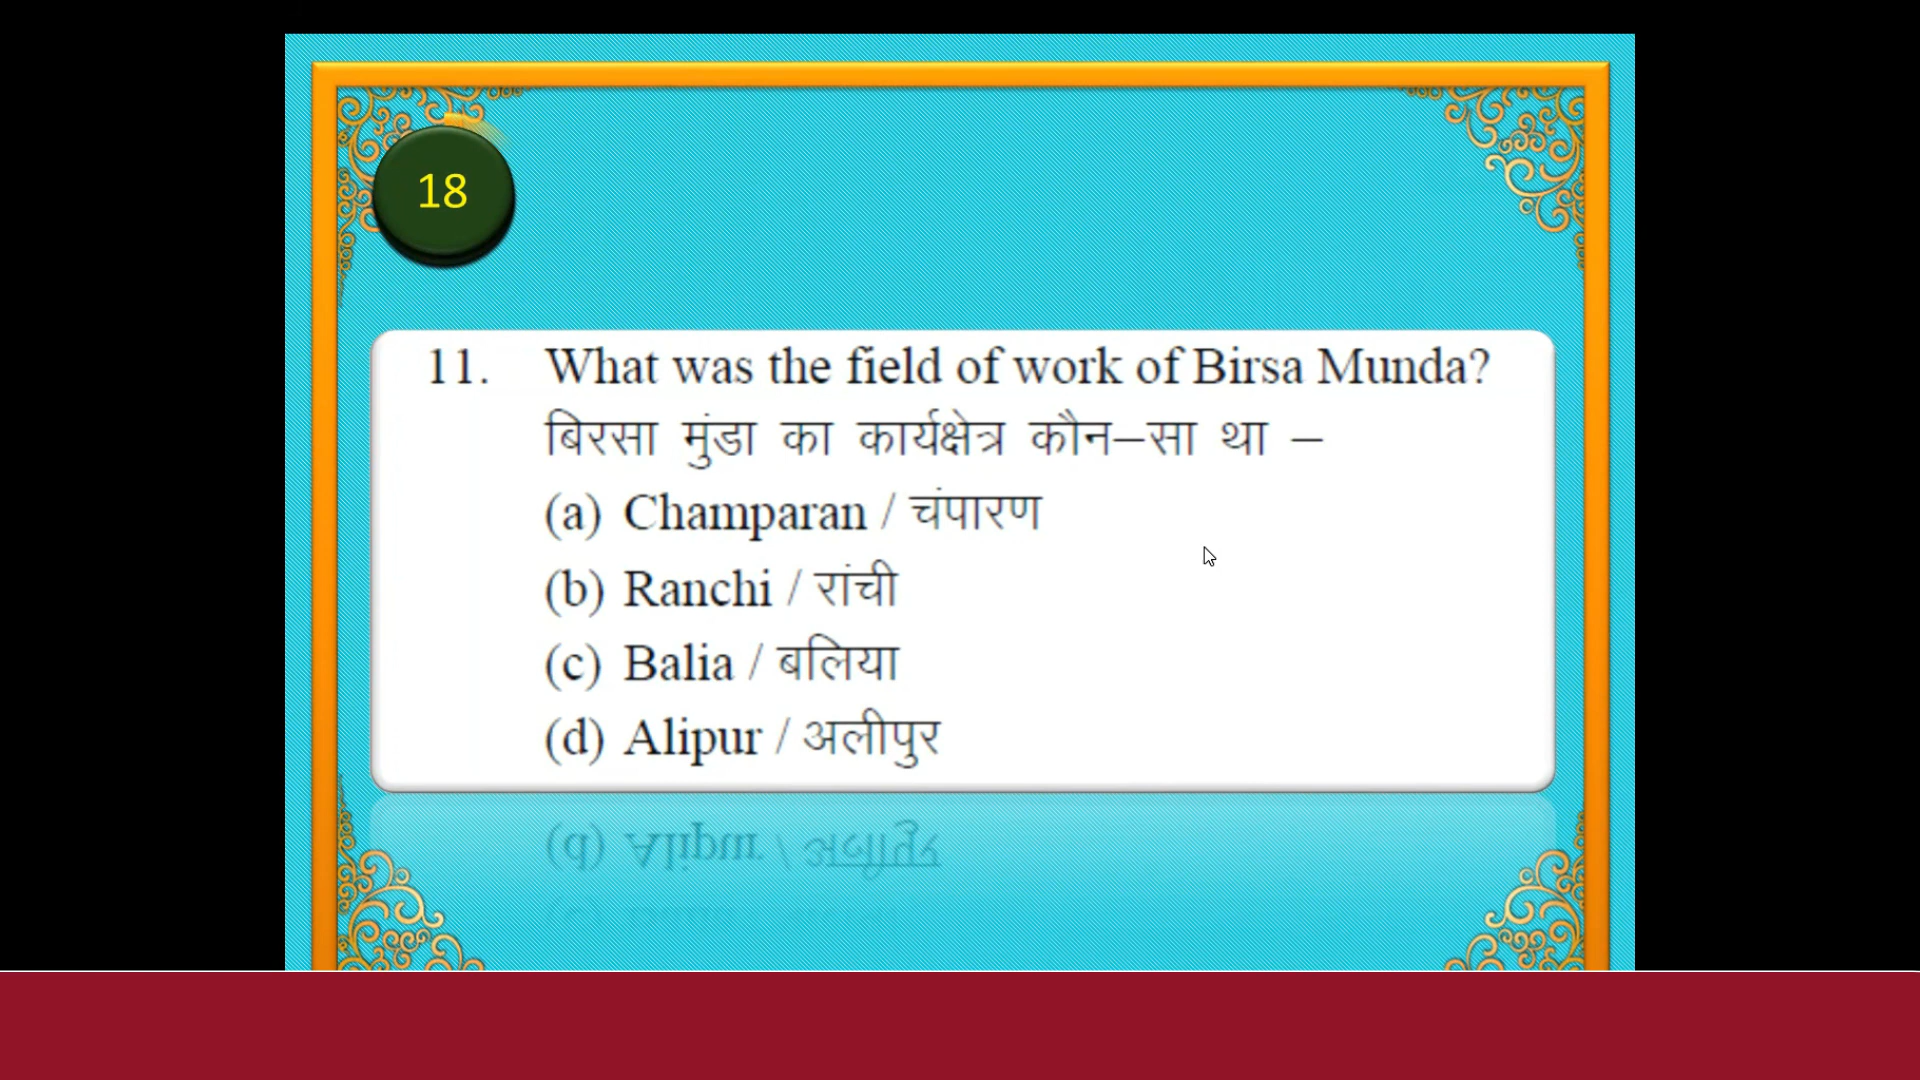 18
11. What was the field of work of Birsa Munda?
बिरसा मुंडा का कार्यक्षेत्र कौन–सा था –
(a) Champaran / चंपारण
(b) Ranchi / रांची
(c) Balia / बलिया
(d) Alipur / अलीपुर